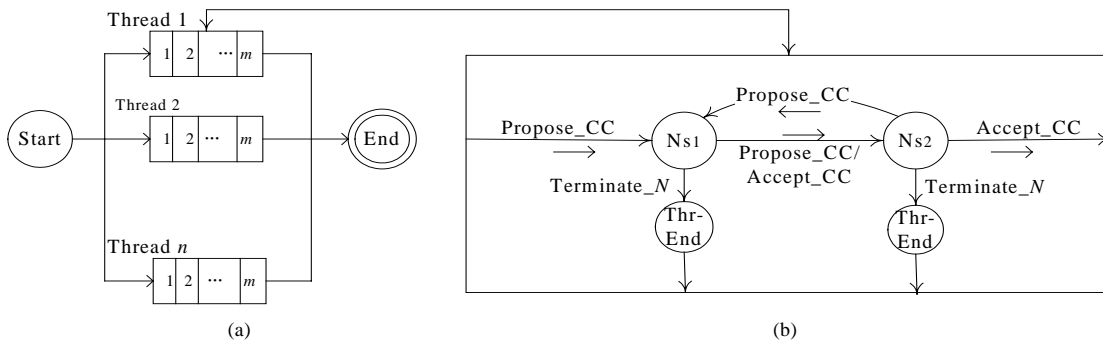 Thread 1
1 2 ... m
Thread 2
1 2 ... m
Start
End
Thread n
1 2 ... m
(a)
Propose_CC
Propose_CC
Ns1
Ns2
Accept_CC
Propose_CC/
Accept_CC
Terminate_N
Terminate_N
Thr-
End
Thr-
End
(b)